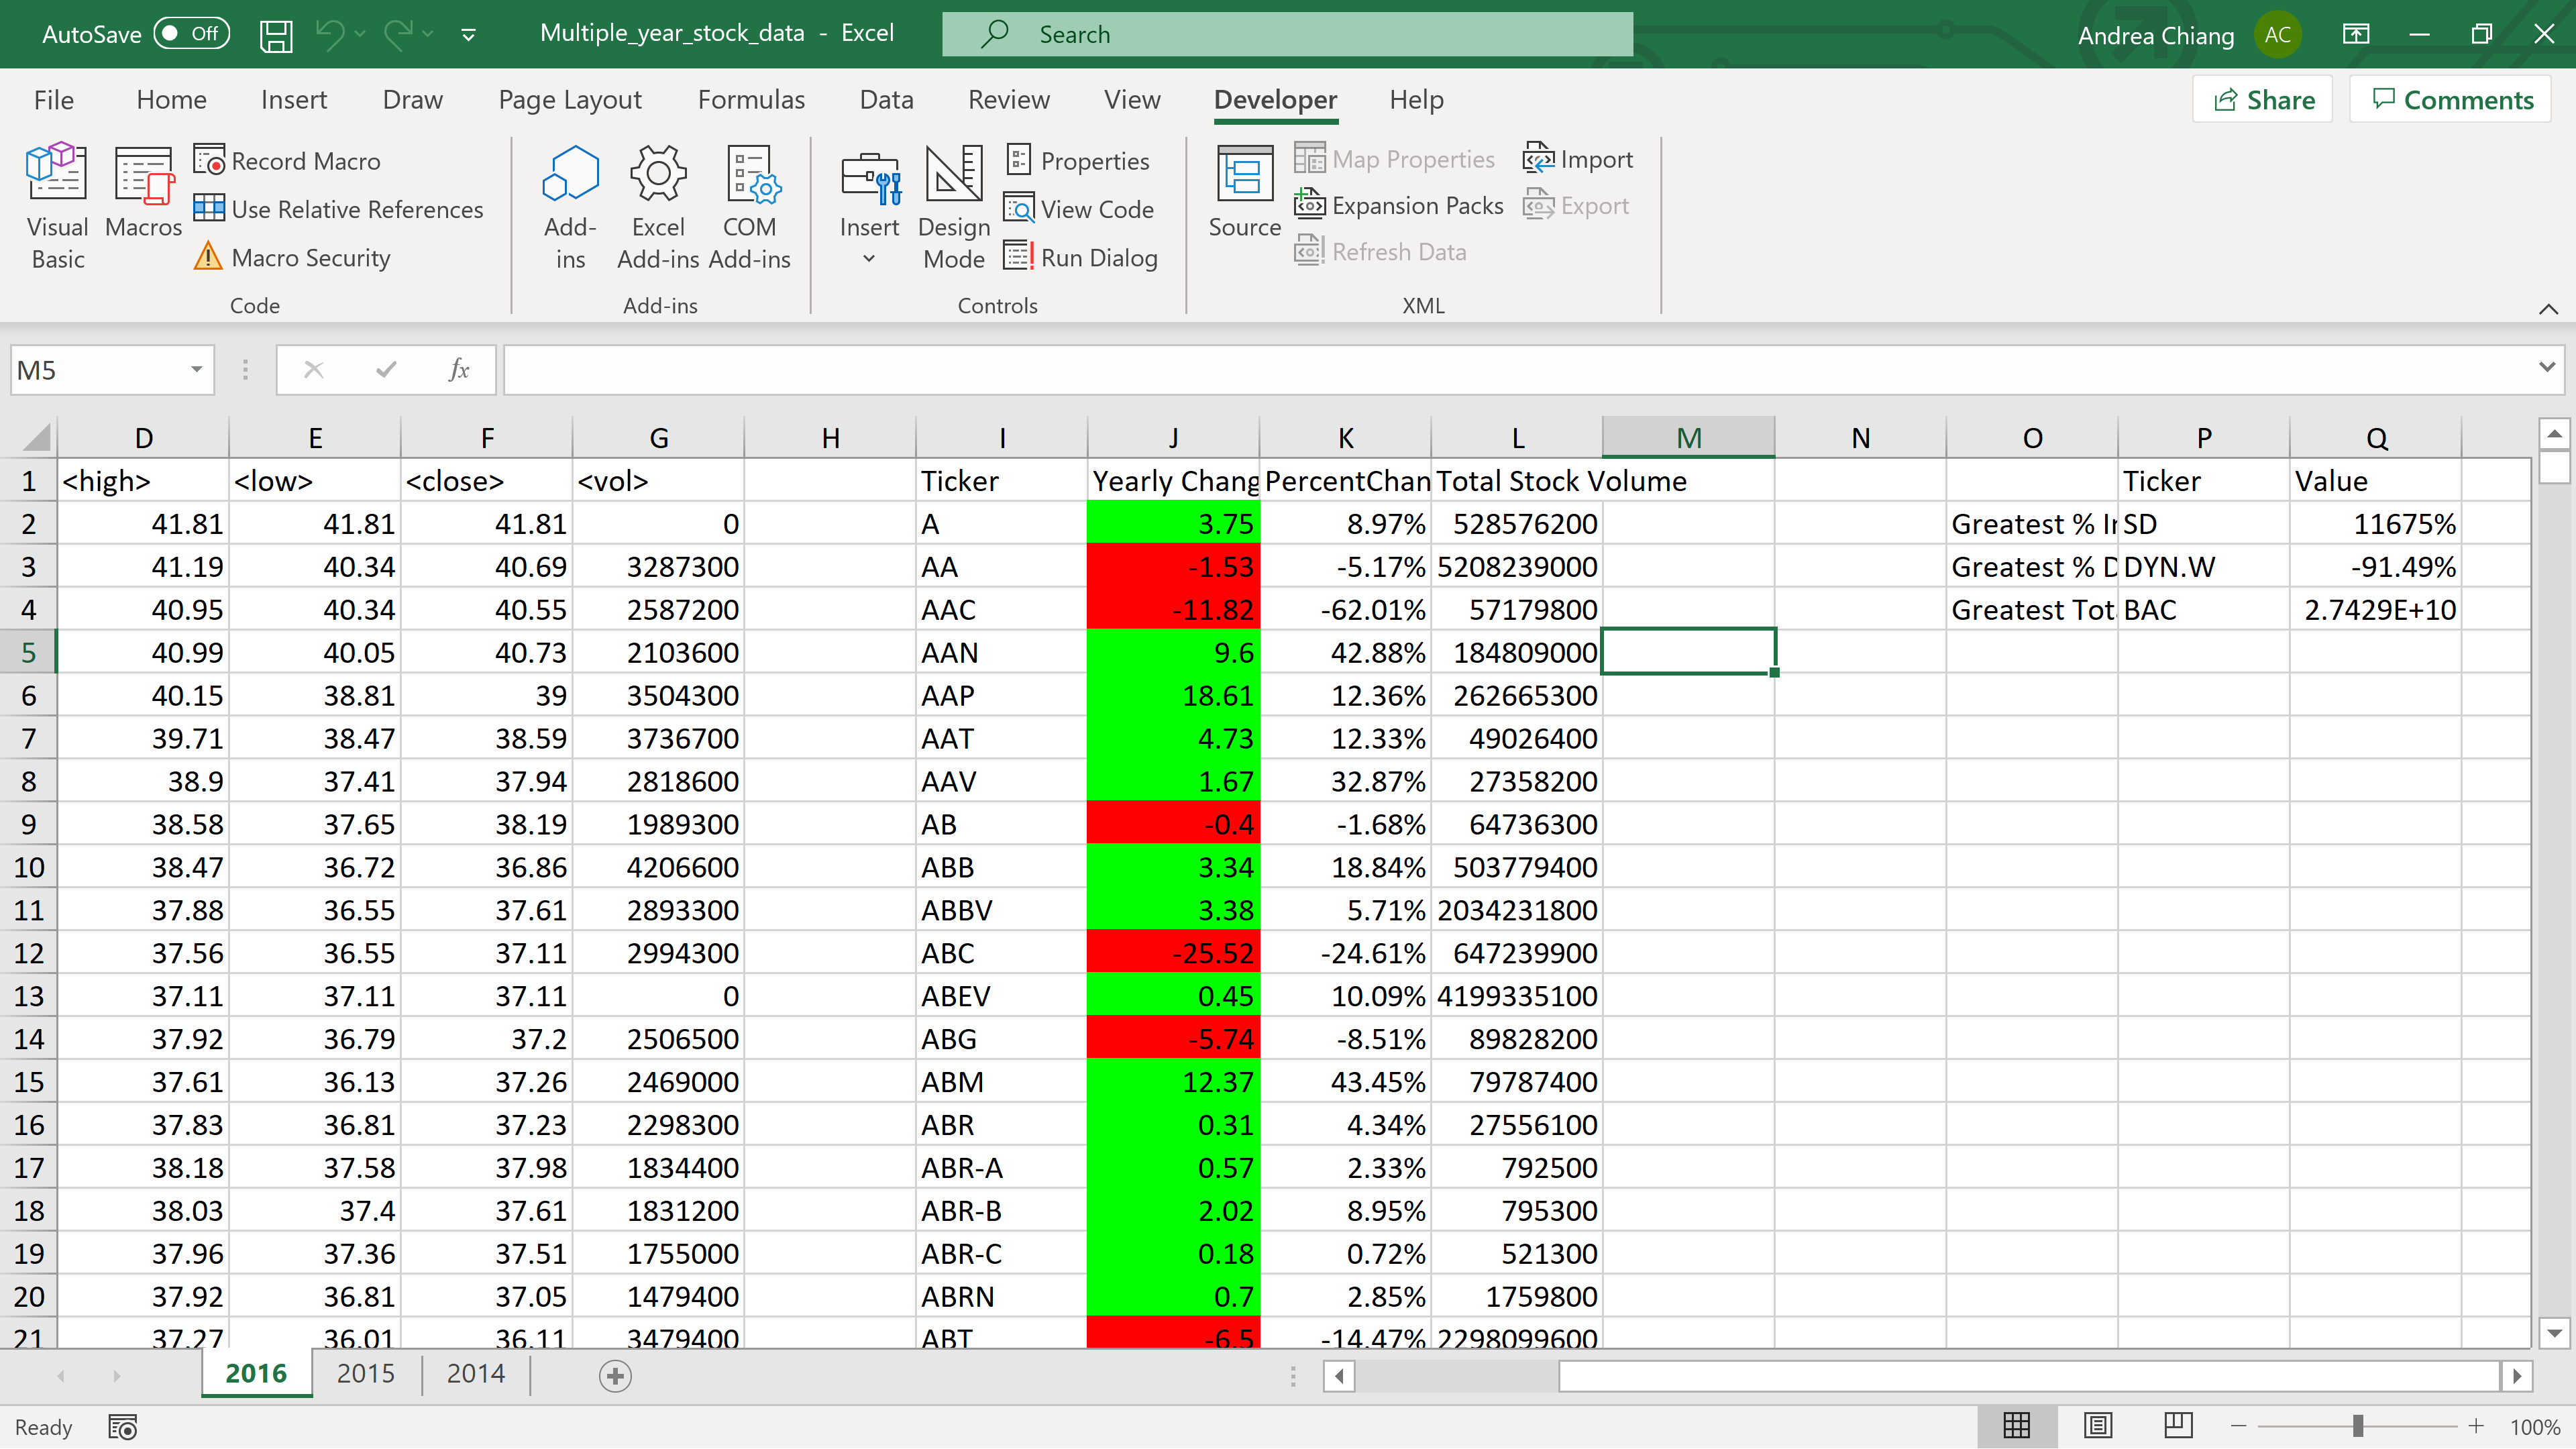 AutoSave Off Multiple_year_stock_data - Excel Search Andrea Chiang AC
File Home Insert Draw Page Layout Formulas Data Review View Developer Help Share Comments
Visual Basic Macros Record Macro Use Relative References Macro Security
Add-ins Excel Add-ins COM Add-ins
Insert Design Mode Properties View Code Run Dialog
Source Map Properties Expansion Packs Refresh Data Import Export
Code Add-ins Controls XML
M5 fx
D E F G H I J K L M N O P Q
1 <high> <low> <close> <vol> Ticker Yearly Chang PercentChan Total Stock Volume Ticker Value
2 41.81 41.81 41.81 0 A 3.75 8.97% 528576200 Greatest % Ir SD 11675%
3 41.19 40.34 40.69 3287300 AA -1.53 -5.17% 5208239000 Greatest % D DYN.W -91.49%
4 40.95 40.34 40.55 2587200 AAC -11.82 -62.01% 57179800 Greatest Tot BAC 2.7429E+10
5 40.99 40.05 40.73 2103600 AAN 9.6 42.88% 184809000
6 40.15 38.81 39 3504300 AAP 18.61 12.36% 262665300
7 39.71 38.47 38.59 3736700 AAT 4.73 12.33% 49026400
8 38.9 37.41 37.94 2818600 AAV 1.67 32.87% 27358200
9 38.58 37.65 38.19 1989300 AB -0.4 -1.68% 64736300
10 38.47 36.72 36.86 4206600 ABB 3.34 18.84% 503779400
11 37.88 36.55 37.61 2893300 ABBV 3.38 5.71% 2034231800
12 37.56 36.55 37.11 2994300 ABC -25.52 -24.61% 647239900
13 37.11 37.11 37.11 0 ABEV 0.45 10.09% 4199335100
14 37.92 36.79 37.2 2506500 ABG -5.74 -8.51% 89828200
15 37.61 36.13 37.26 2469000 ABM 12.37 43.45% 79787400
16 37.83 36.81 37.23 2298300 ABR 0.31 4.34% 27556100
17 38.18 37.58 37.98 1834400 ABR-A 0.57 2.33% 792500
18 38.03 37.4 37.61 1831200 ABR-B 2.02 8.95% 795300
19 37.96 37.36 37.51 1755000 ABR-C 0.18 0.72% 521300
20 37.92 36.81 37.05 1479400 ABRN 0.7 2.85% 1759800
21 37.27 36.01 36.11 3479400 ABT -6.5 -14.47% 2298099600
2016 2015 2014
Ready 100%